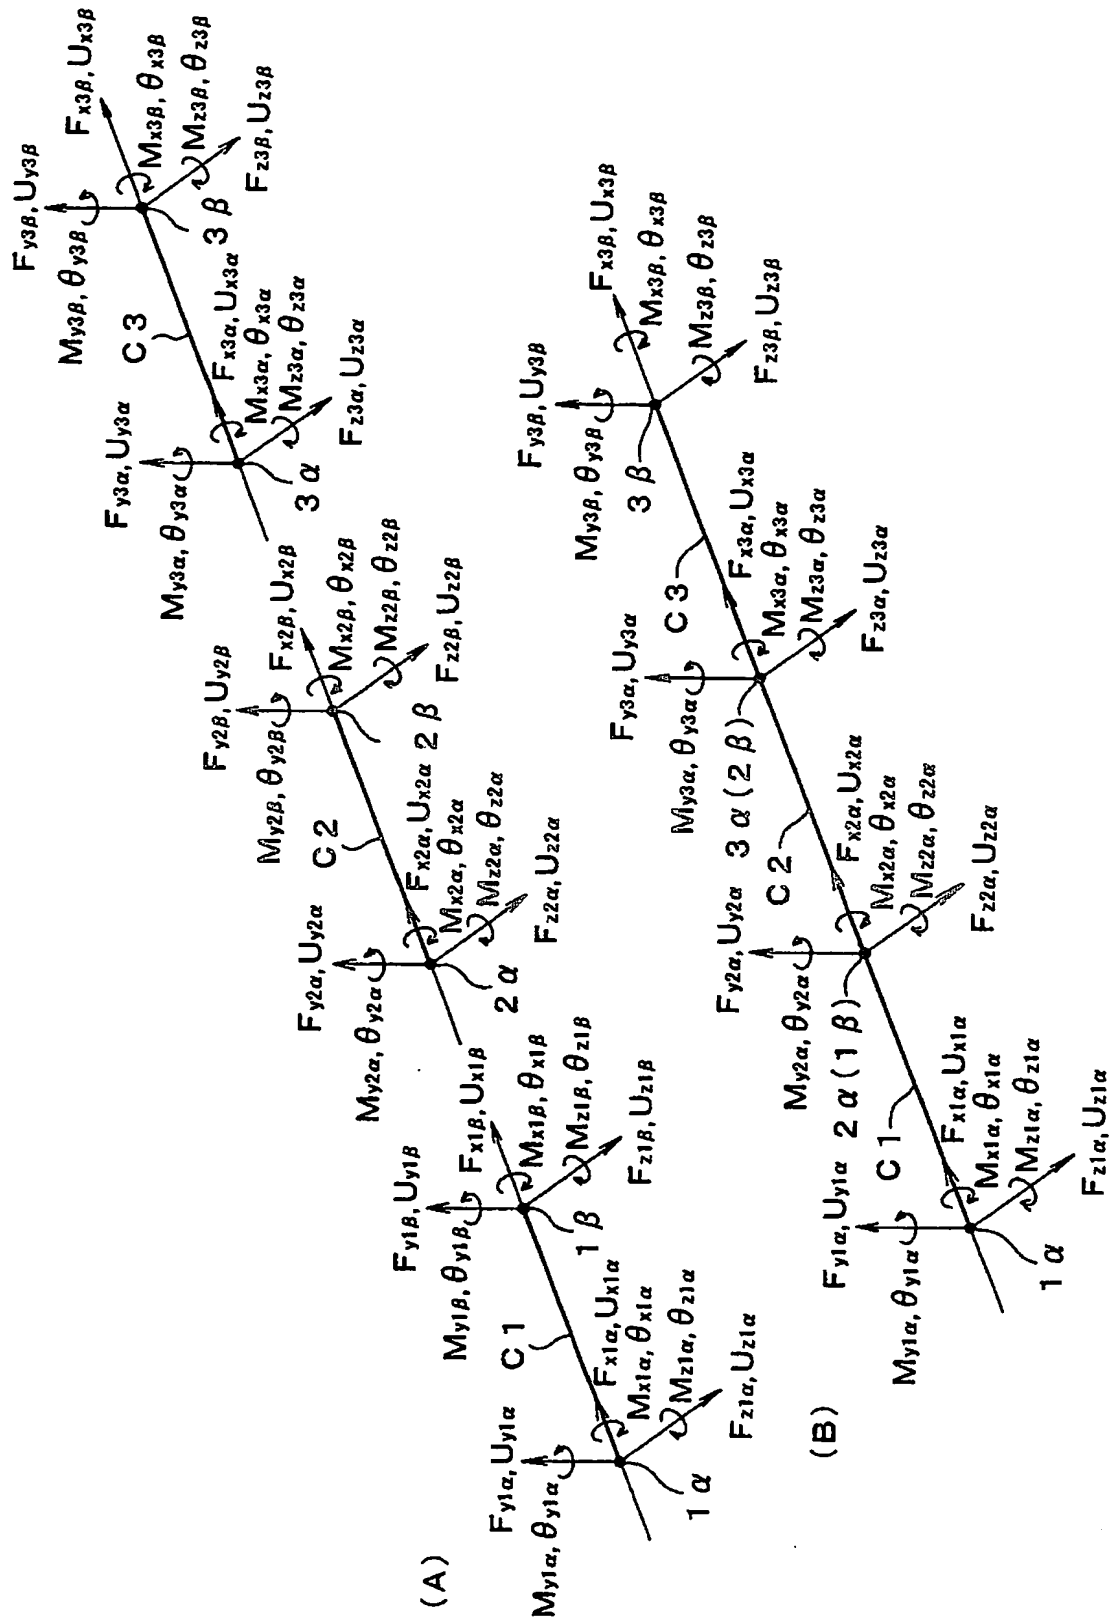 (A)
Fy1α, Uy1α
My1α, θy1α
Fx1α, Ux1α
Mx1α, θx1α
Mz1α, θz1α
Fz1α, Uz1α
1α
C1
Fy1β, Uy1β
My1β, θy1β
Fx1β, Ux1β
Mx1β, θx1β
Mz1β, θz1β
Fz1β, Uz1β
1β
Fy2α, Uy2α
My2α, θy2α
Fx2α, Ux2α
Mx2α, θx2α
Mz2α, θz2α
Fz2α, Uz2α
2α
C2
Fy2β, Uy2β
My2β, θy2β
Fx2β, Ux2β
Mx2β, θx2β
Mz2β, θz2β
Fz2β, Uz2β
2β
Fy3α, Uy3α
My3α, θy3α
Fx3α, Ux3α
Mx3α, θx3α
Mz3α, θz3α
Fz3α, Uz3α
3α
C3
Fy3β, Uy3β
My3β, θy3β
Fx3β, Ux3β
Mx3β, θx3β
Mz3β, θz3β
Fz3β, Uz3β
3β
(B)
Fy1α, Uy1α
My1α, θy1α
Fx1α, Ux1α
Mx1α, θx1α
Mz1α, θz1α
Fz1α, Uz1α
1α
C1
Fy2α, Uy2α
My2α, θy2α
2α(1β)
Fx2α, Ux2α
Mx2α, θx2α
Mz2α, θz2α
Fz2α, Uz2α
C2
Fy3α, Uy3α
My3α, θy3α
3α(2β)
Fx3α, Ux3α
Mx3α, θx3α
Mz3α, θz3α
Fz3α, Uz3α
C3
Fy3β, Uy3β
My3β, θy3β
3β
Fx3β, Ux3β
Mx3β, θx3β
Mz3β, θz3β
Fz3β, Uz3β